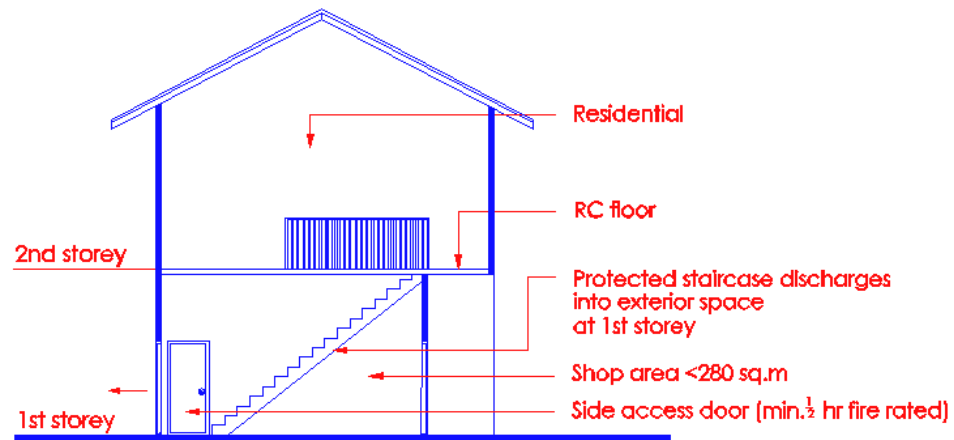 Residential
RC floor
2nd storey
Protected staircase discharges
into exterior space
at 1st storey
Shop area <280 sq.m
Side access door (min.½ hr fire rated)
1st storey